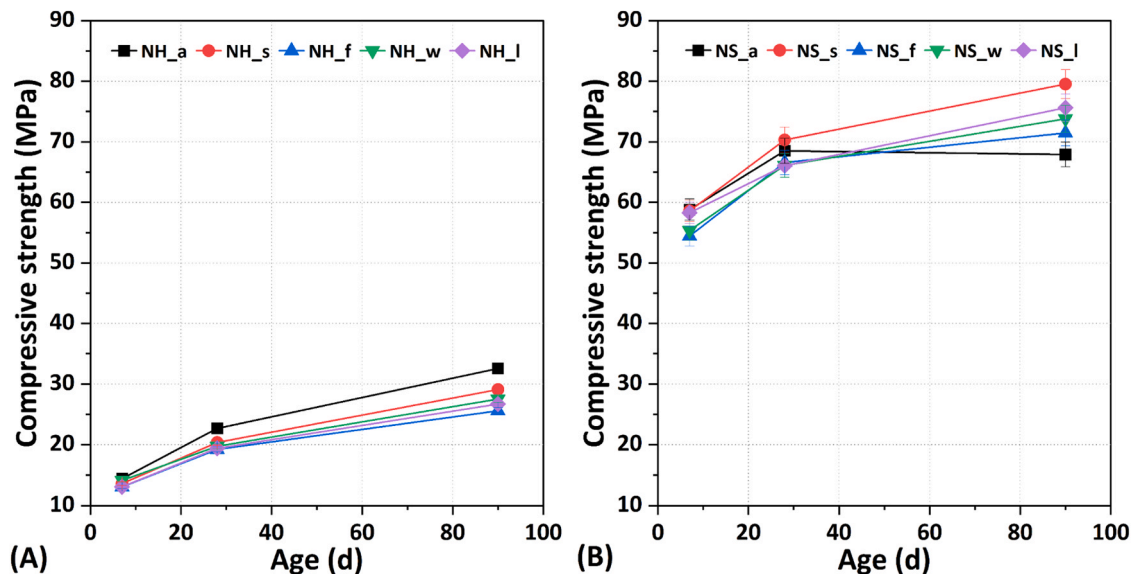 Compressive strength (MPa)
90
80
70
60
50
40
30
20
10
NH_a NH_s NH_f NH_w NH_l
0 20 40 60 80 100
Age (d)
(A)
Compressive strength (MPa)
90
80
70
60
50
40
30
20
10
NS_a NS_s NS_f NS_w NS_l
0 20 40 60 80 100
Age (d)
(B)